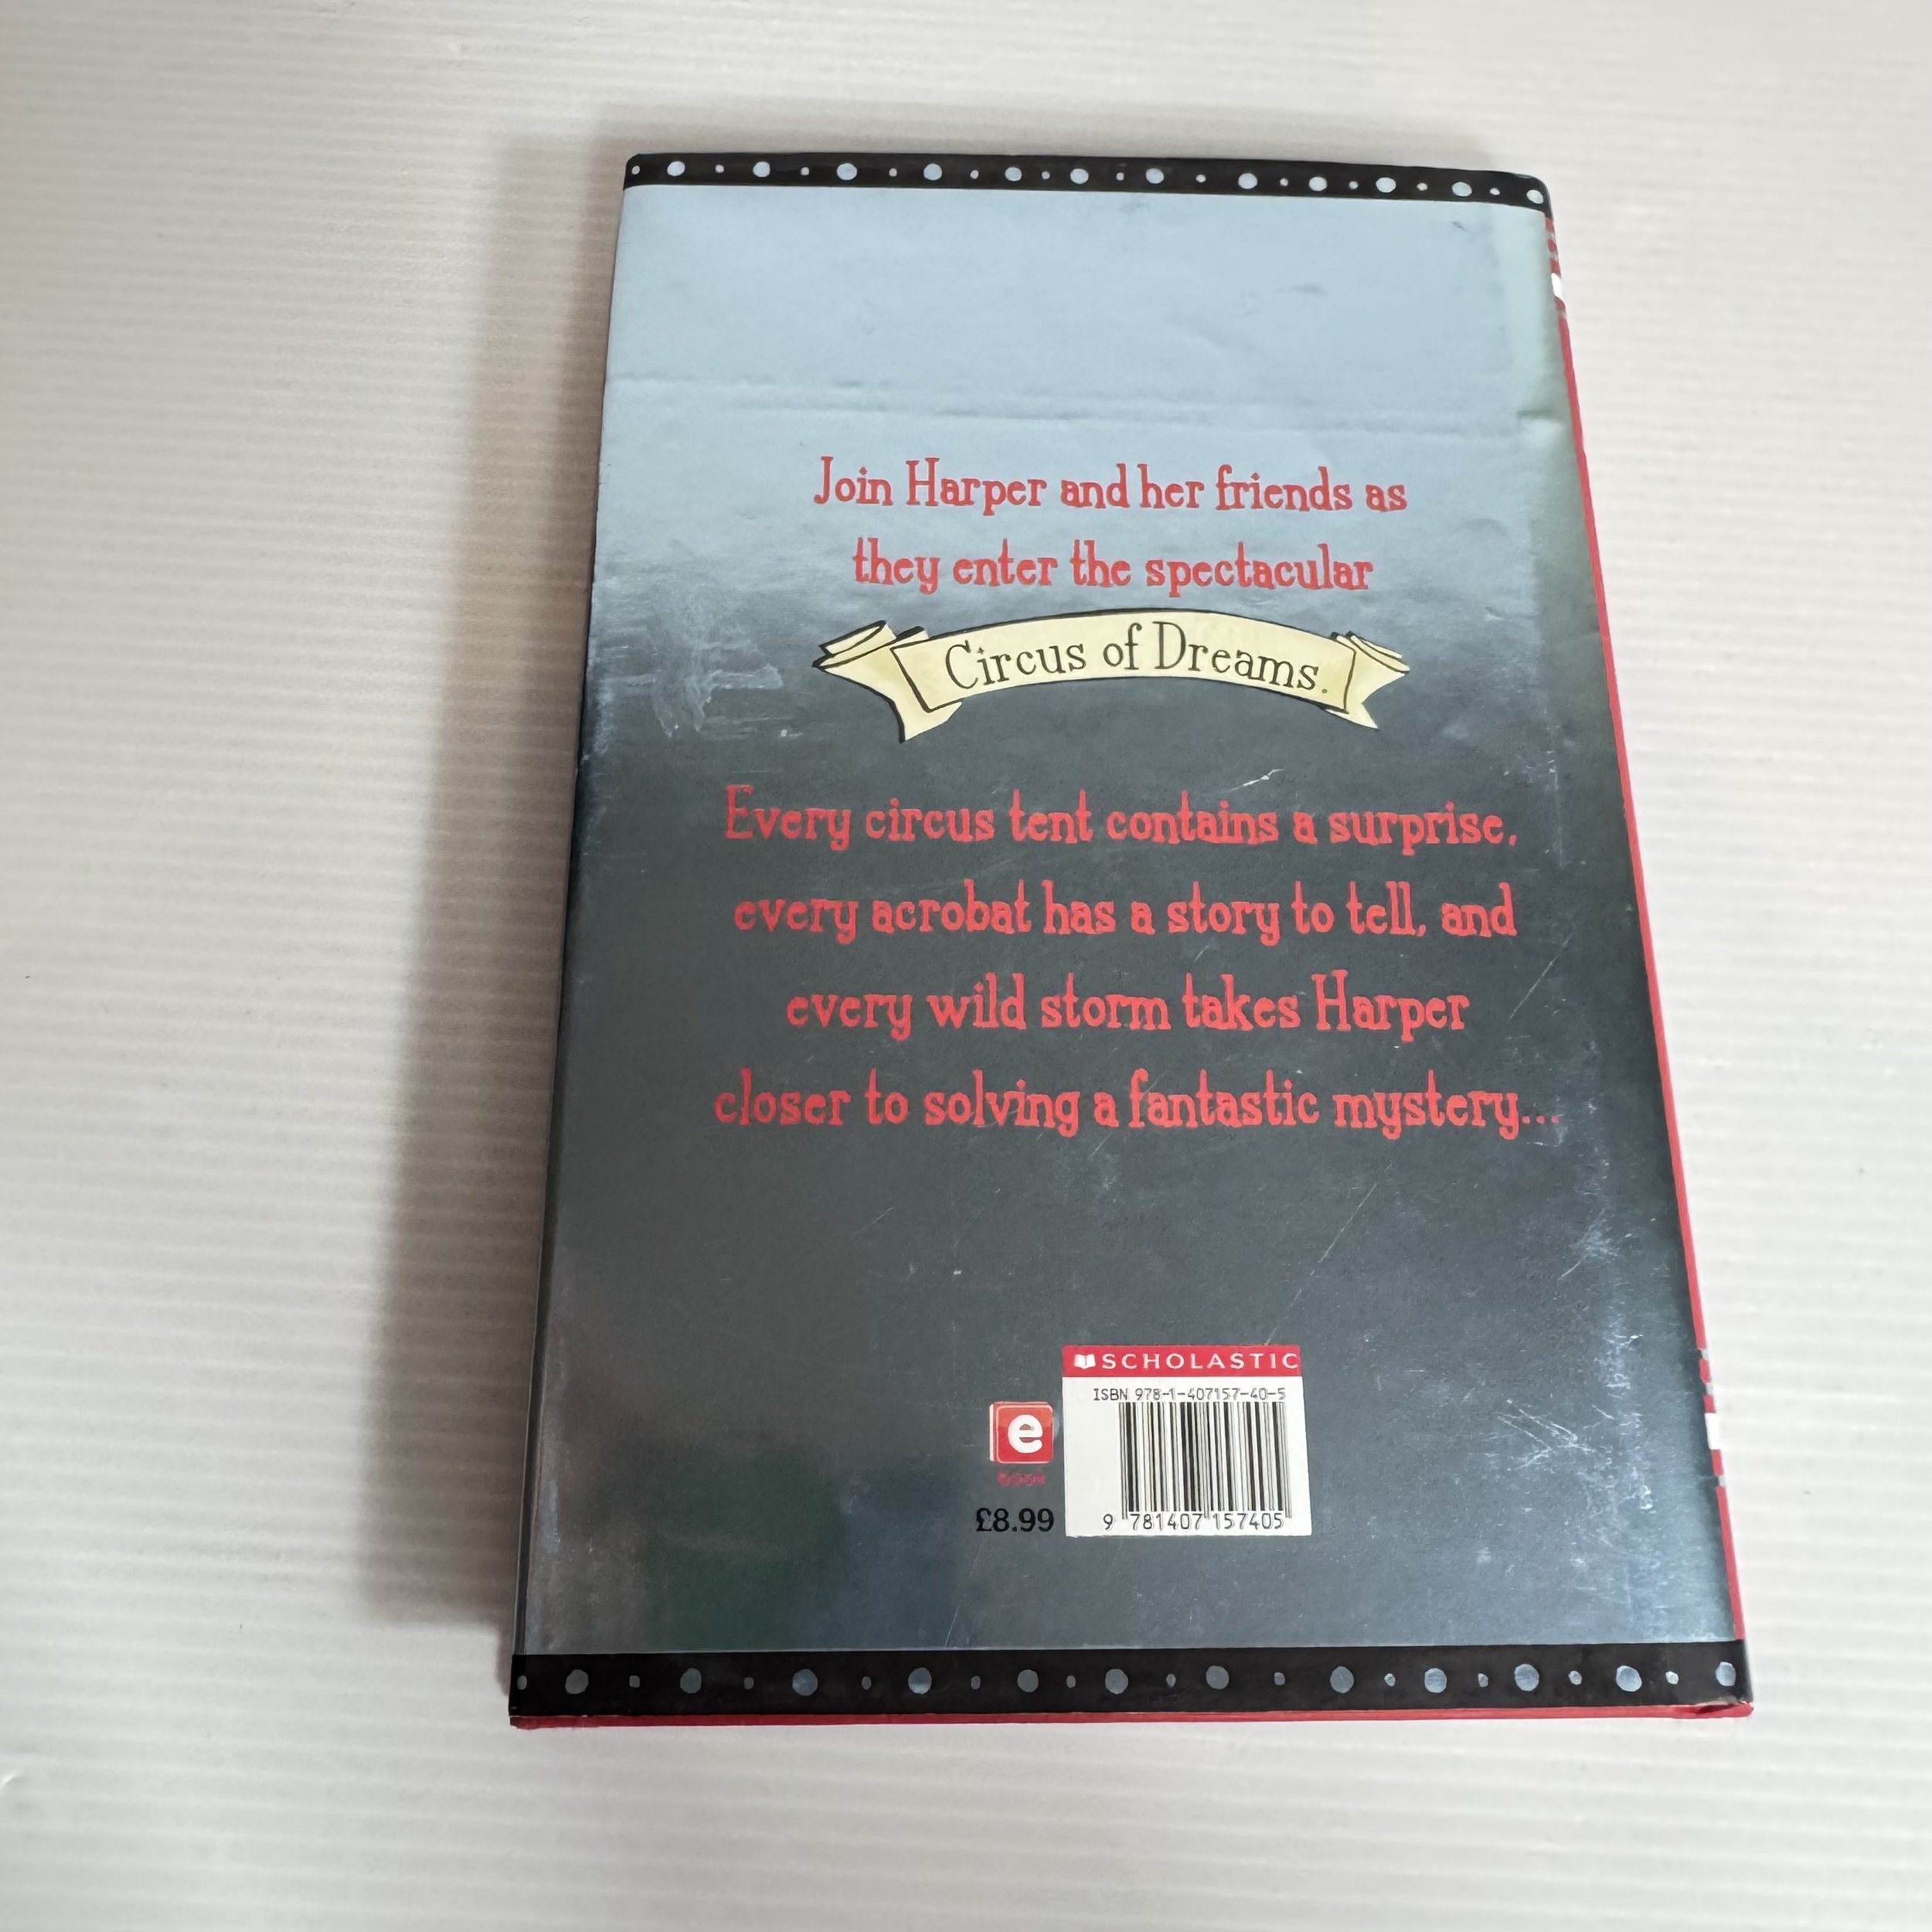 Join Harper and her friends as
they enter the spectacular
Circus of Dreams.
Every circus tent contains a surprise,
every acrobat has a story to tell, and
every wild storm takes Harper
closer to solving a fantastic mystery...
SCHOLASTIC
ISBN 978-1-407157-40-5
e
£8.99
9 781407 157405